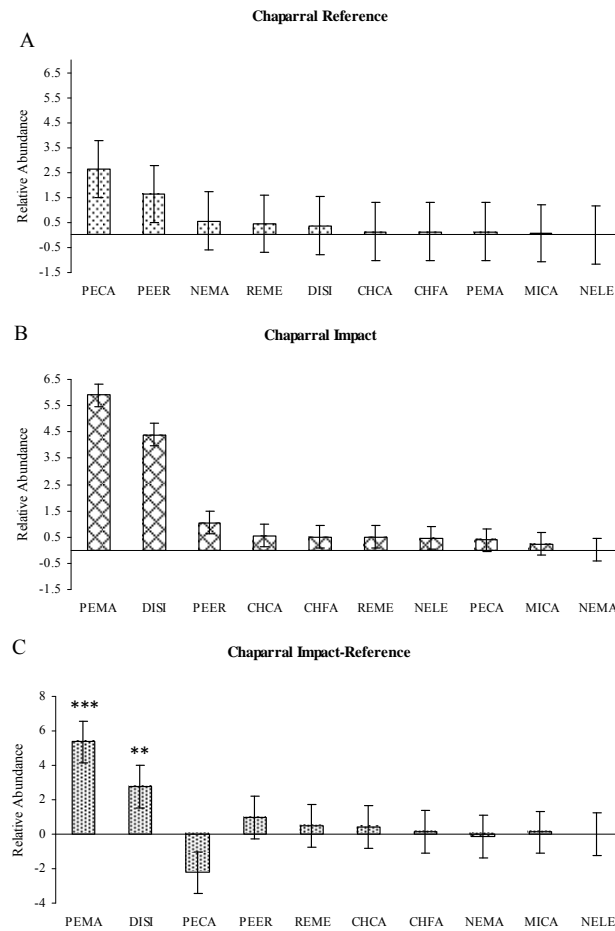 Chaparral Reference
A
Relative Abundance
6.5
5.5
4.5
3.5
2.5
1.5
0.5
-0.5
-1.5
PECA PEER NEMA REME DISI CHCA CHFA PEMA MICA NELE
B
Chaparral Impact
Relative Abundance
6.5
5.5
4.5
3.5
2.5
1.5
0.5
-0.5
-1.5
PEMA DISI PEER CHCA CHFA REME NELE PECA MICA NEMA
C
Chaparral Impact-Reference
Relative Abundance
8
6
4
2
0
-2
-4
***
**
PEMA DISI PECA PEER REME CHCA CHFA NEMA MICA NELE